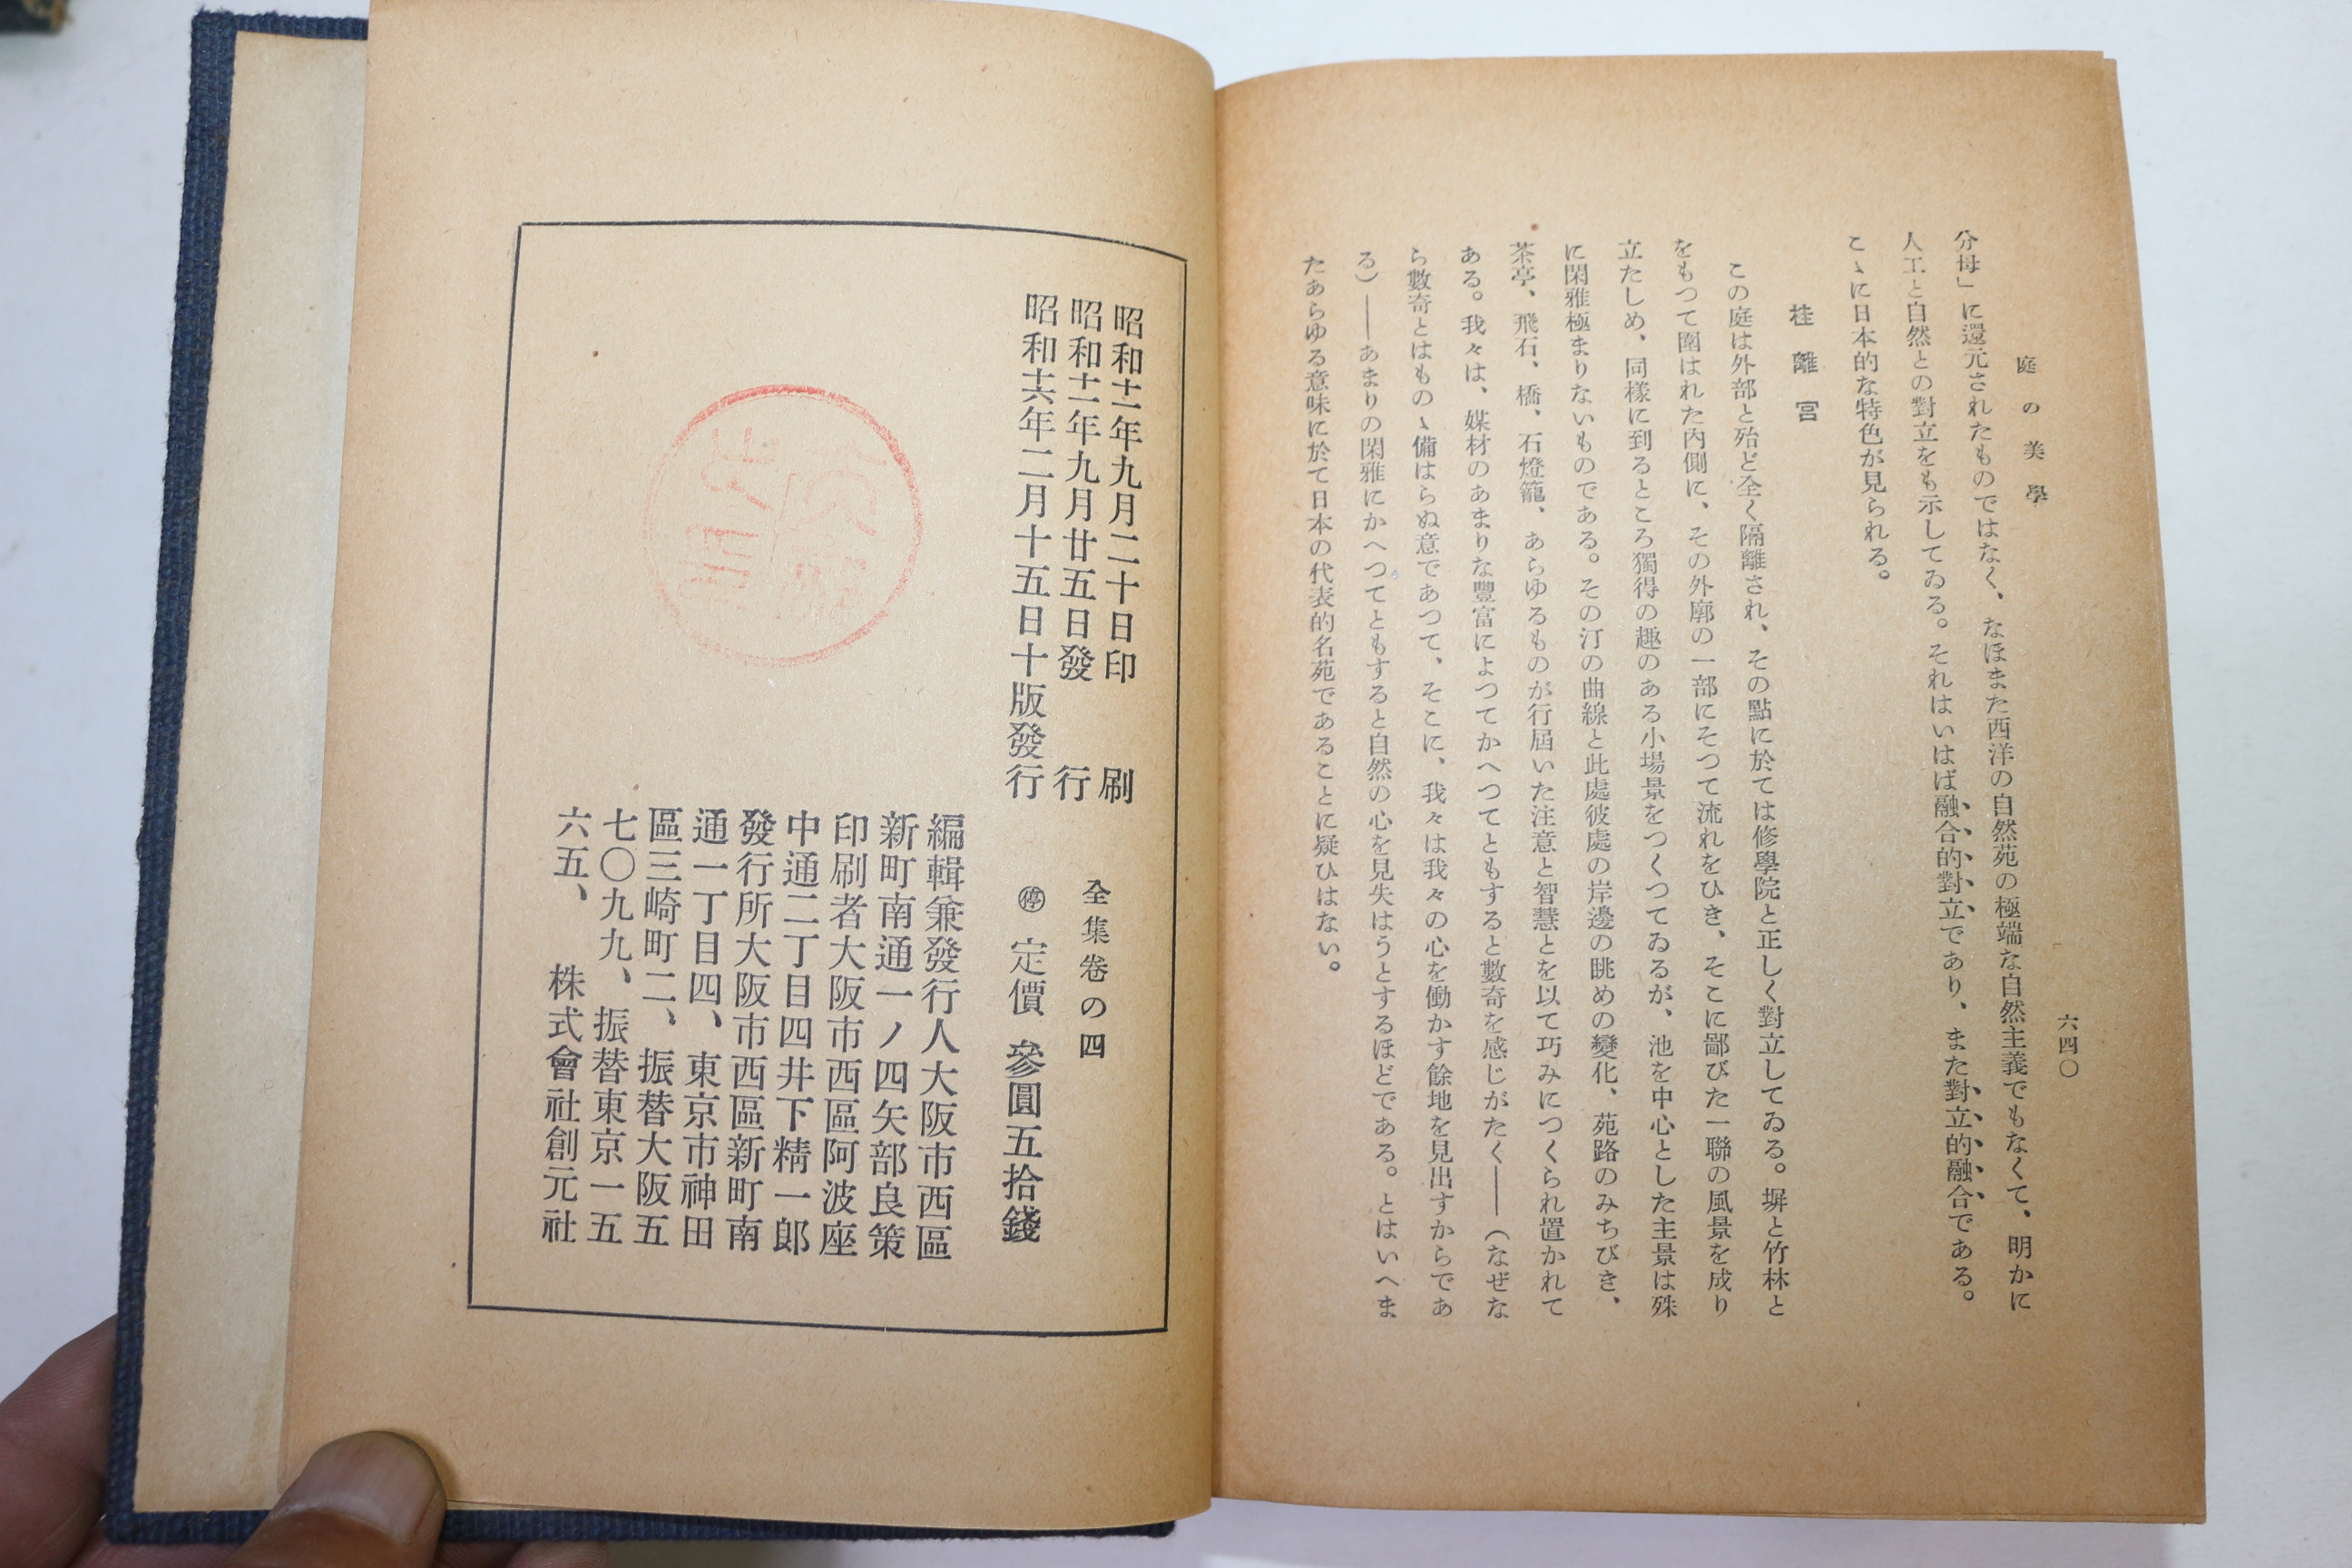 庭の美學
六四〇
分母」に還元されたものではなく、なほまた西洋の自然苑の極端な自然主義でもなくて、明かに
人工と自然との對立をも示してゐる。それはいはば融合的對立であり、また對立的融合である。
こゝに日本的な特色が見られる。
桂離宮
この庭は外部と殆ど全く隔離され、その點に於ては修學院と正しく對立してゐる。塀と竹林と
をもつて圍はれた内側に、その外廓の一部にそつて流れをひき、そこに鄙びた一聯の風景を成り
立たしめ、同樣に到るところ獨得の趣のある小場景をつくつてゐるが、池を中心とした主景は殊
に閑雅極まりないものである。その汀の曲線と此處彼處の岸邊の眺めの變化、苑路のみちびき、
茶亭、飛石、橋、石燈籠、あらゆるものが行屆いた注意と智慧とを以て巧みにつくられ置かれて
ある。我々は、媒材のあまりな豐富によつてかへつてともすると數奇を感じがたく——（なぜな
ら數奇とはものゝ備はらぬ意であつて、そこに、我々は我々の心を働かす餘地を見出すからであ
る）——あまりの閑雅にかへつてともすると自然の心を見失はうとするほどである。とはいへま
たあらゆる意味に於て日本の代表的名苑であることに疑ひはない。
昭和十二年九月二十日印刷
昭和十二年九月廿五日發行
昭和十六年二月十五日十版發行
全集卷の四
㊡ 定價 參圓五拾錢
編輯兼發行人大阪市西區
新町南通一ノ四矢部良策
印刷者大阪市西區阿波座
中通二丁目四井下精一郎
發行所大阪市西區新町南
通一丁目四、東京市神田
區三崎町二、振替大阪五
七〇九九、振替東京一五
六五、株式會社創元社